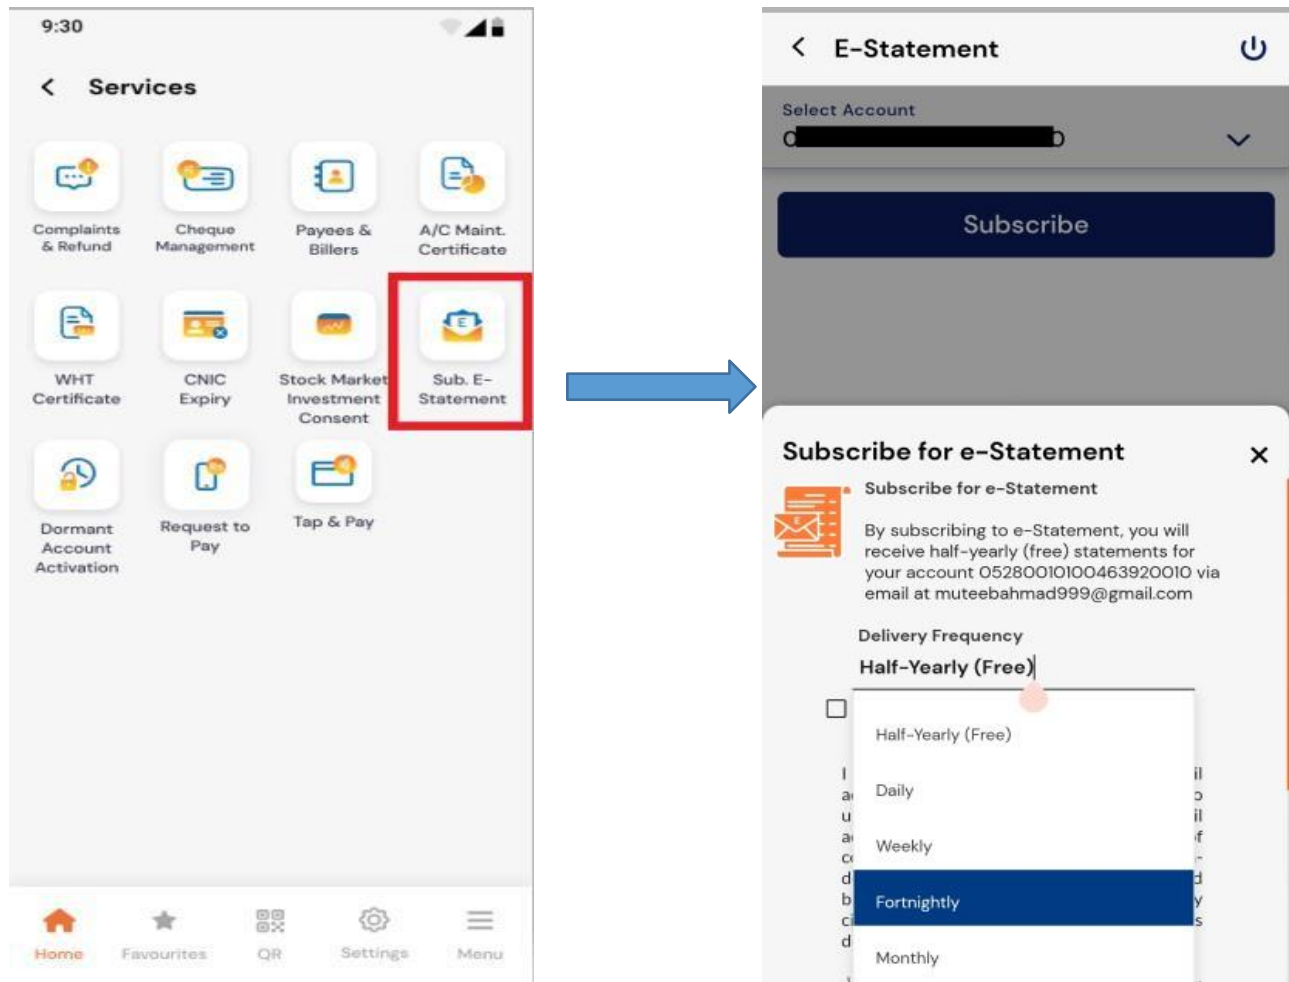 9:30
Services
Complaints
& Refund
Cheque
Management
Payees &
Billers
A/C Maint.
Certificate
WHT
Certificate
CNIC
Expiry
Stock Market
Investment
Consent
E
Sub. E-
Statement
Dormant
Account
Activation
Request to
Pay
Tap & Pay
Home
Favourites
QR
Settings
Menu
E-Statement
Select Account
Subscribe
Subscribe for e-Statement
E
Subscribe for e-Statement
By subscribing to e-Statement, you will
receive half-yearly (free) statements for
your account 05280010100463920010 via
email at muteebahmad999@gmail.com
Delivery Frequency
Half-Yearly (Free)
Half-Yearly (Free)
Daily
Weekly
Fortnightly
Monthly